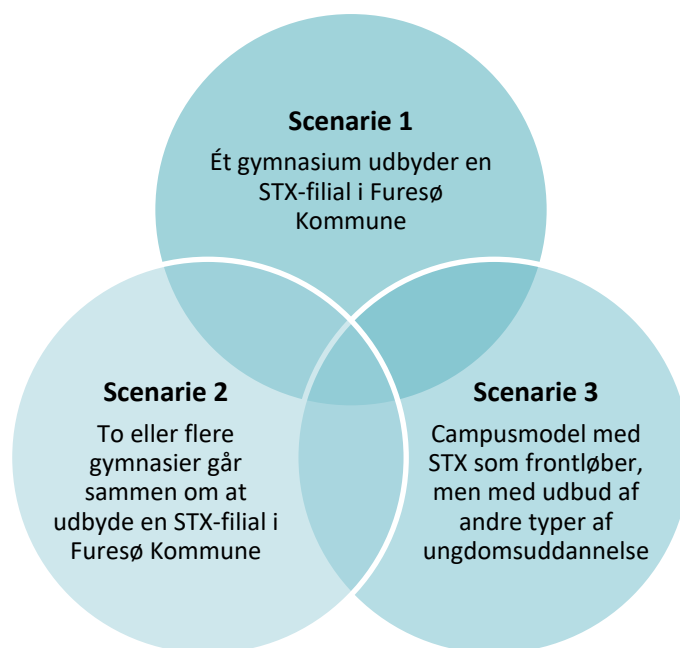 Scenarie 1
Ét gymnasium udbyder en
STX-filial i Furesø
Kommune
Scenarie 2
To eller flere
gymnasier går
sammen om at
udbyde en STX-filial i
Furesø Kommune
Scenarie 3
Campusmodel med
STX som frontløber,
men med udbud af
andre typer af
ungdomsuddannelse